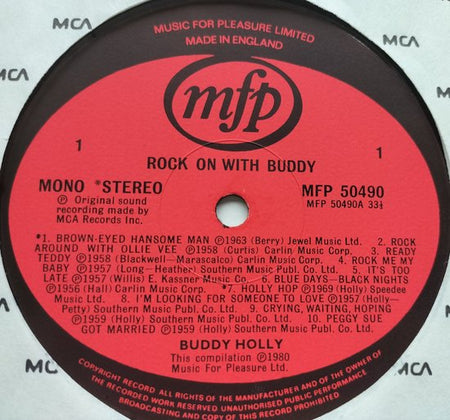 MUSIC FOR PLEASURE LIMITED
MADE IN ENGLAND
MCA
MCA
MCA
mfp
1
1
ROCK ON WITH BUDDY
MONO *STEREO
MFP 50490
℗ Original sound
recording made by
MCA Records Inc.
MFP 50490A 33⅓
*1. BROWN-EYED HANSOME MAN ℗1963 (Berry) Jewel Music Ltd. 2. ROCK
AROUND WITH OLLIE VEE ℗1958 (Curtis) Carlin Music Corp. 3. READY
TEDDY ℗1958 (Blackwell—Marascalco) Carlin Music Corp. 4. ROCK ME MY
BABY ℗1957 (Long—Heather) Southern Music Publ. Co. Ltd. 5. IT'S TOO
LATE ℗1957 (Willis) E. Kassner Music Co. 6. BLUE DAYS—BLACK NIGHTS
℗1956 (Hall) Carlin Music Corp. *7. HOLLY HOP ℗1969 (Holly) Speedee
Music Ltd. 8. I'M LOOKING FOR SOMEONE TO LOVE ℗1957 (Holly—
Petty) Southern Music Publ. Co. Ltd. 9. CRYING, WAITING, HOPING
℗1959 (Holly) Southern Music Publ. Co. Ltd. 10. PEGGY SUE
GOT MARRIED ℗1959 (Holly) Southern Music Publ. Co. Ltd.
BUDDY HOLLY
This compilation ℗1980
Music For Pleasure Ltd.
COPYRIGHT RECORD ALL RIGHTS OF THE MANUFACTURER AND OF THE OWNER OF
THE RECORDED WORK RESERVED UNAUTHORISED PUBLIC PERFORMANCE
BROADCASTING AND COPYING OF THIS RECORD PROHIBITED